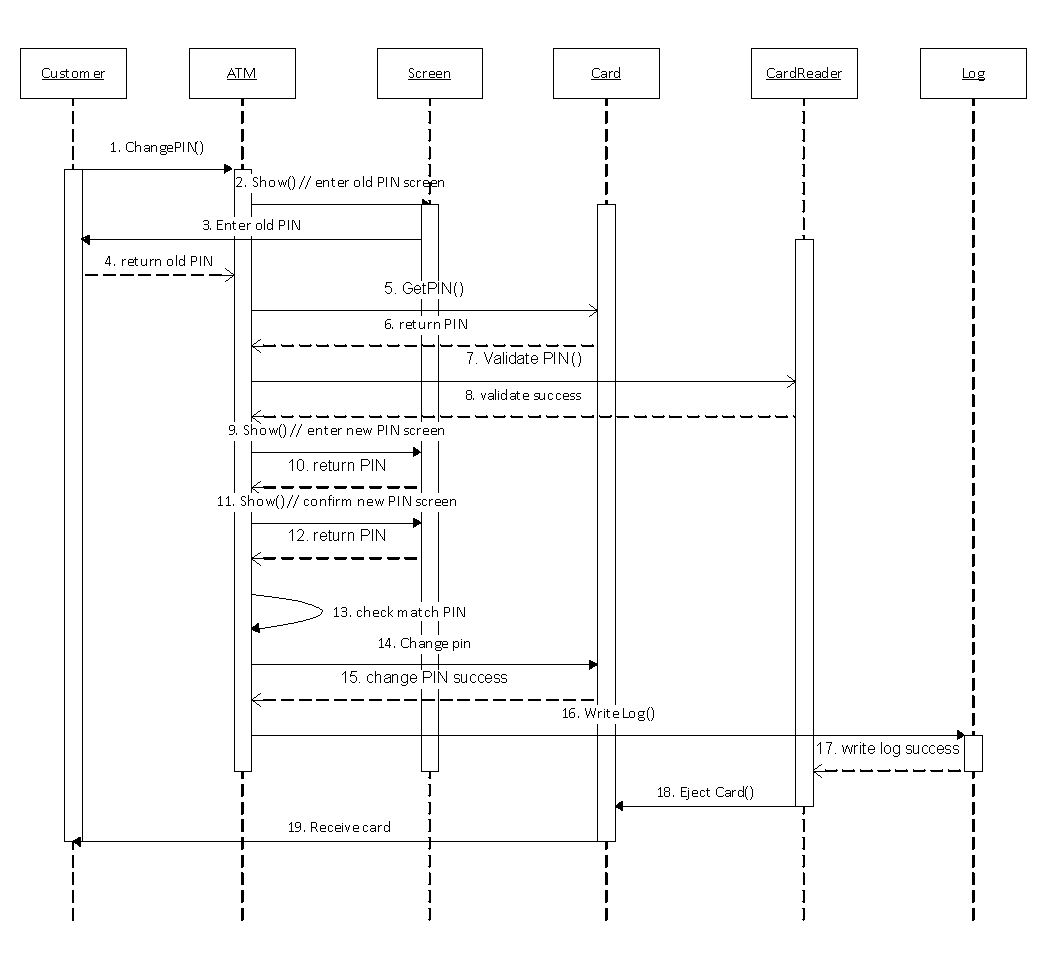 Customer
ATM
Screen
Card
CardReader
Log
1. ChangePIN()
2. Show() // enter old PIN screen
3. Enter old PIN
4. return old PIN
5. GetPIN()
6. return PIN
7. Validate PIN()
8. validate success
9. Show() // enter new PIN screen
10. return PIN
11. Show() // confirm new PIN screen
12. return PIN
13. check match PIN
14. Change pin
15. change PIN success
16. WriteLog()
17. write log success
18. Eject Card()
19. Receive card